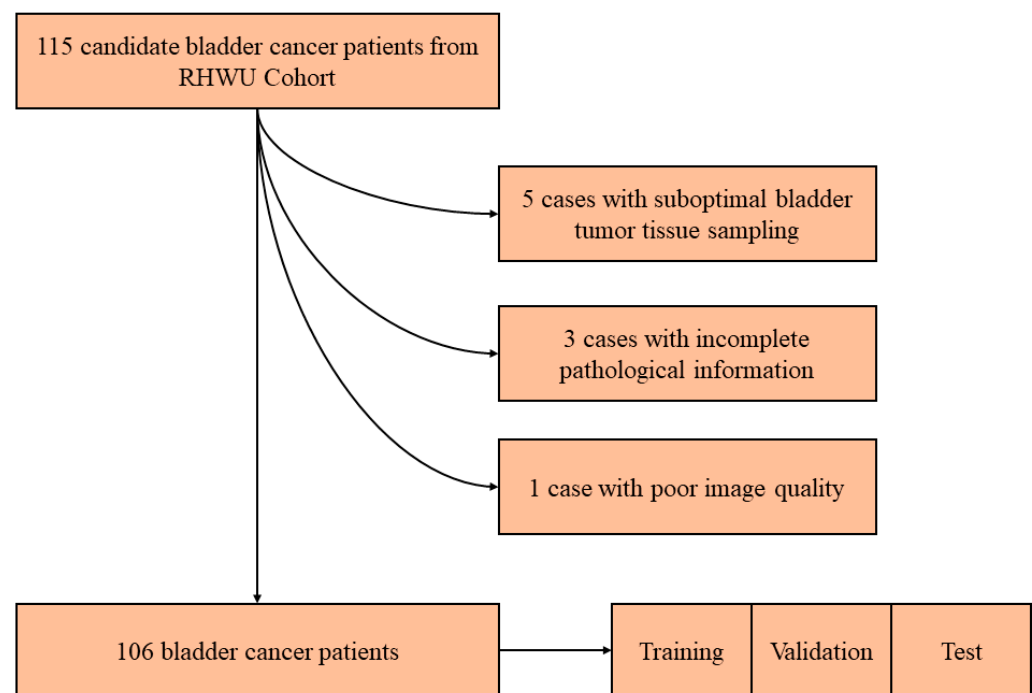 115 candidate bladder cancer patients from
RHWU Cohort
5 cases with suboptimal bladder
tumor tissue sampling
3 cases with incomplete
pathological information
1 case with poor image quality
106 bladder cancer patients
Training
Validation
Test